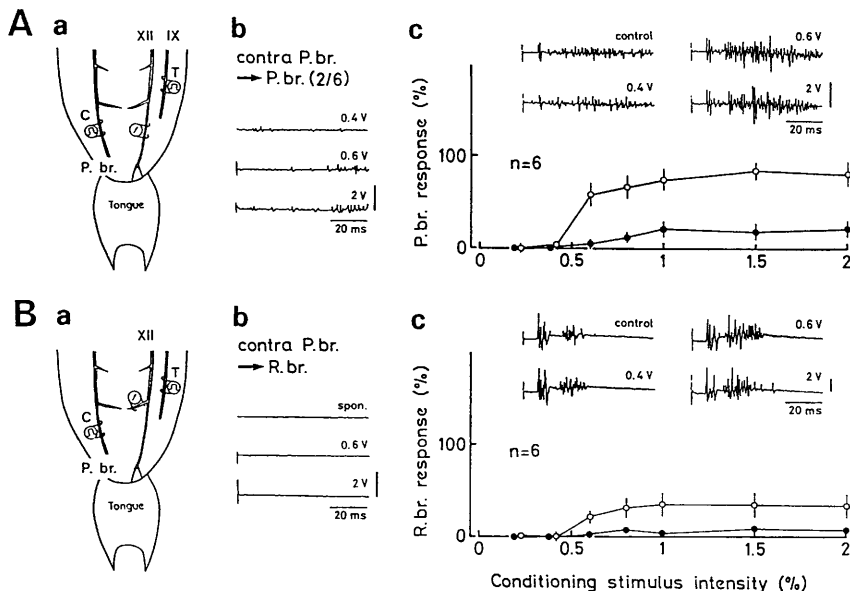 A
a
XII IX
T
C
P. br.
Tongue
b
contra P.br.
→ P.br. (2/6)
0.4 V
0.6 V
2 V
20 ms
c
control
0.6 V
0.4 V
2 V
20 ms
P.br. response (%)
100
0
n=6
0 0.5 1 1.5 2
B
a
XII
T
C
P. br.
Tongue
b
contra P.br.
→ R.br.
spon.
0.6 V
2 V
20 ms
c
control
0.6 V
0.4 V
2 V
20 ms
R.br. response (%)
100
0
n=6
0 0.5 1 1.5 2
Conditioning stimulus intensity (%)